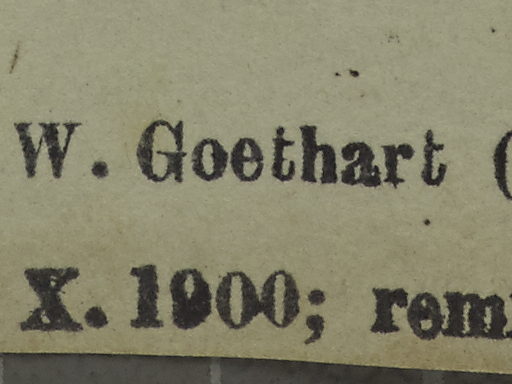 W. Goethart (
X. 1900; rem